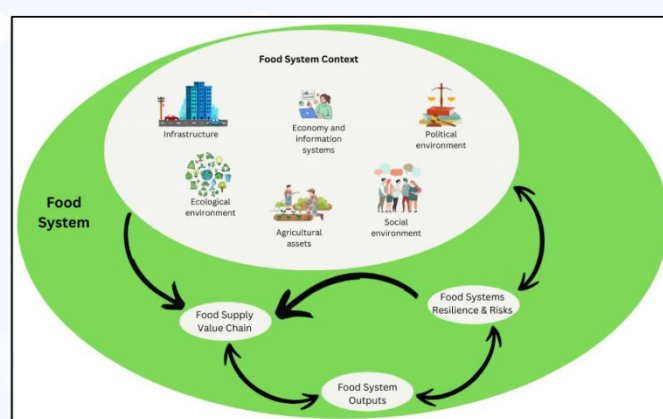 Food System Context
Infrastructure
Economy and
information
systems
Political
environment
Ecological
environment
Agricultural
assets
Social
environment
Food
System
Food Supply
Value Chain
Food Systems
Resilience & Risks
Food System
Outputs